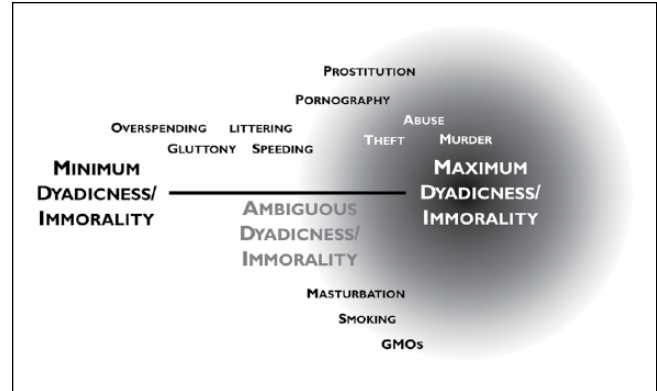 PROSTITUTION
PORNOGRAPHY
ABUSE
OVERSPENDING LITTERING
THEFT MURDER
GLUTTONY SPEEDING
MINIMUM
DYADICNESS/
IMMORALITY
MAXIMUM
DYADICNESS/
IMMORALITY
AMBIGUOUS
DYADICNESS/
IMMORALITY
MASTURBATION
SMOKING
GMOs